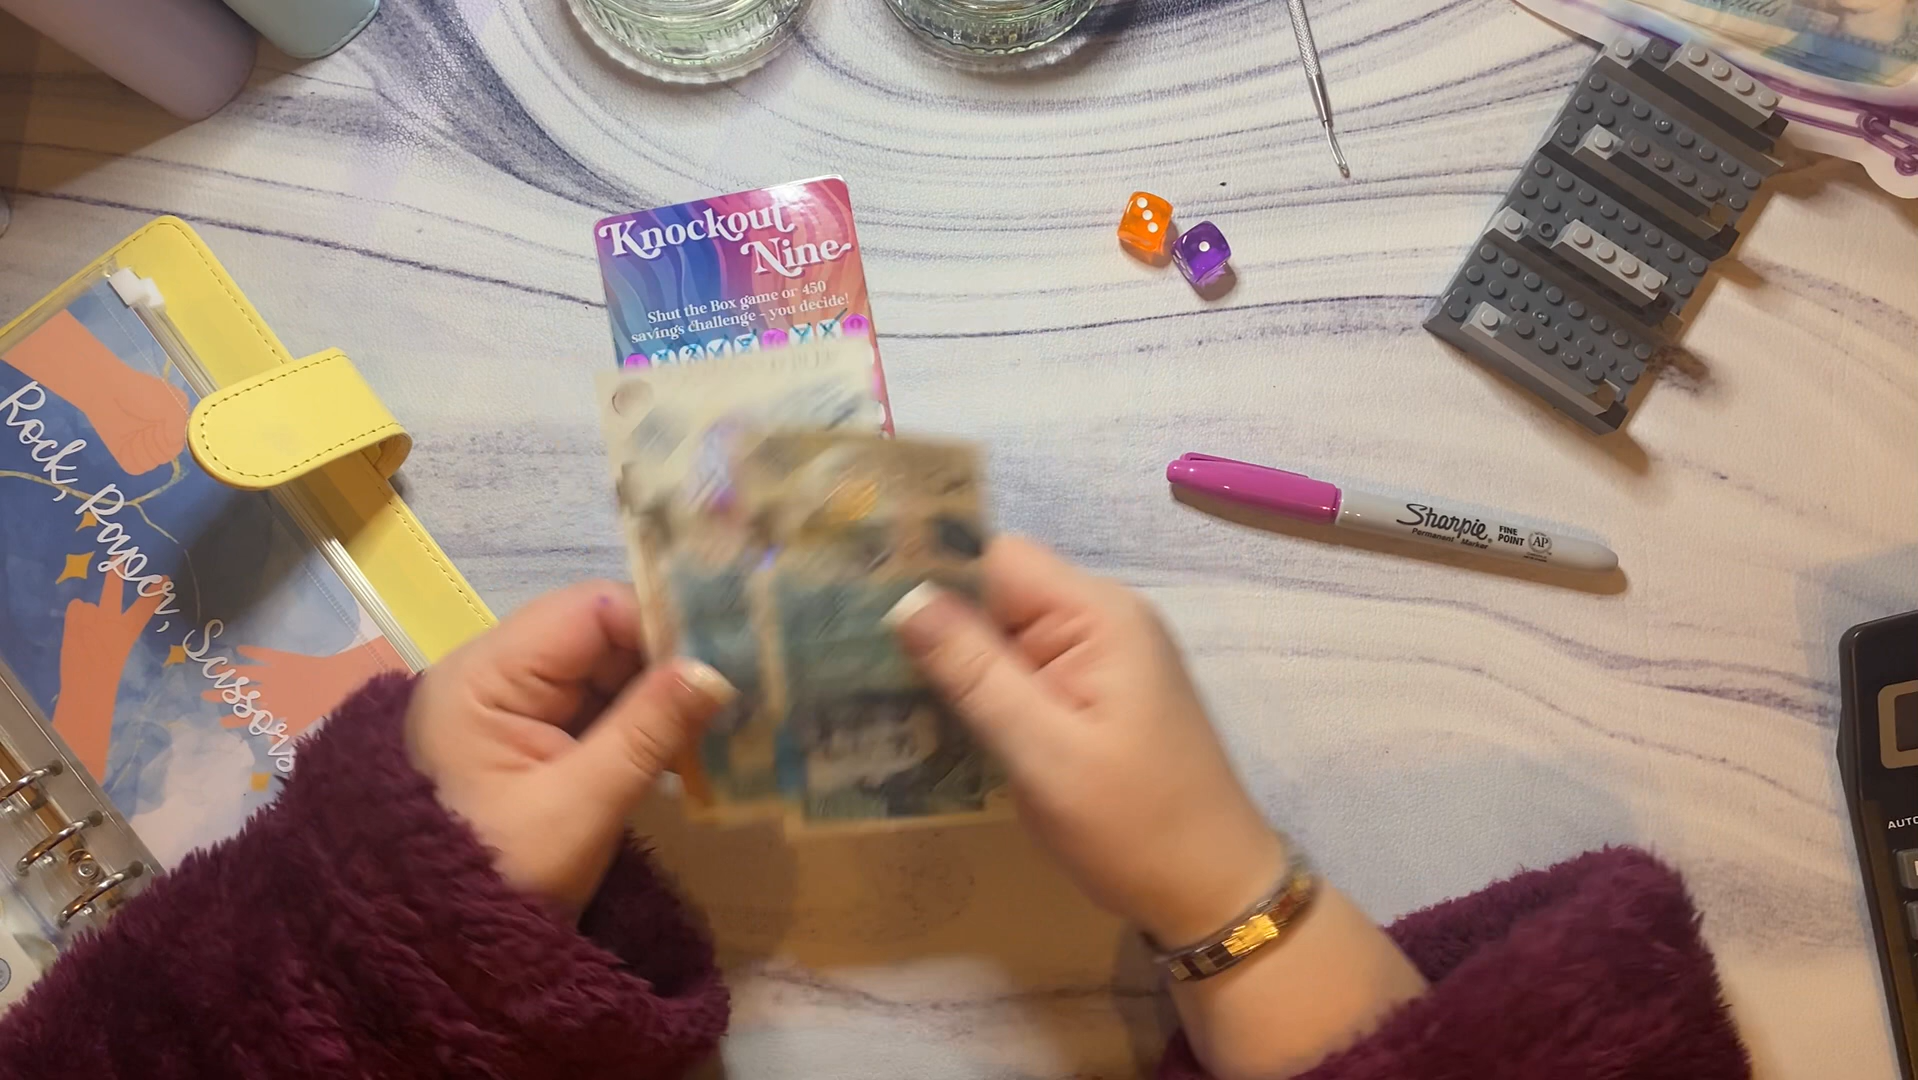 Knockout
Nine
Shut the Box game or 450
savings challenge - you decide!
Rock, Paper,
Scissors
Sharpie
FINE
POINT
Permanent Marker
AP
AUTO